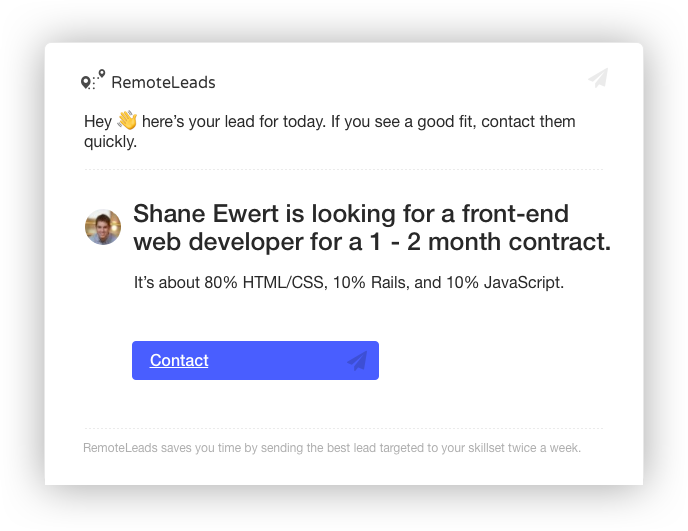 RemoteLeads
Hey 👋 here’s your lead for today. If you see a good fit, contact them
quickly.
Shane Ewert is looking for a front-end
web developer for a 1 - 2 month contract.
It’s about 80% HTML/CSS, 10% Rails, and 10% JavaScript.
Contact
RemoteLeads saves you time by sending the best lead targeted to your skillset twice a week.